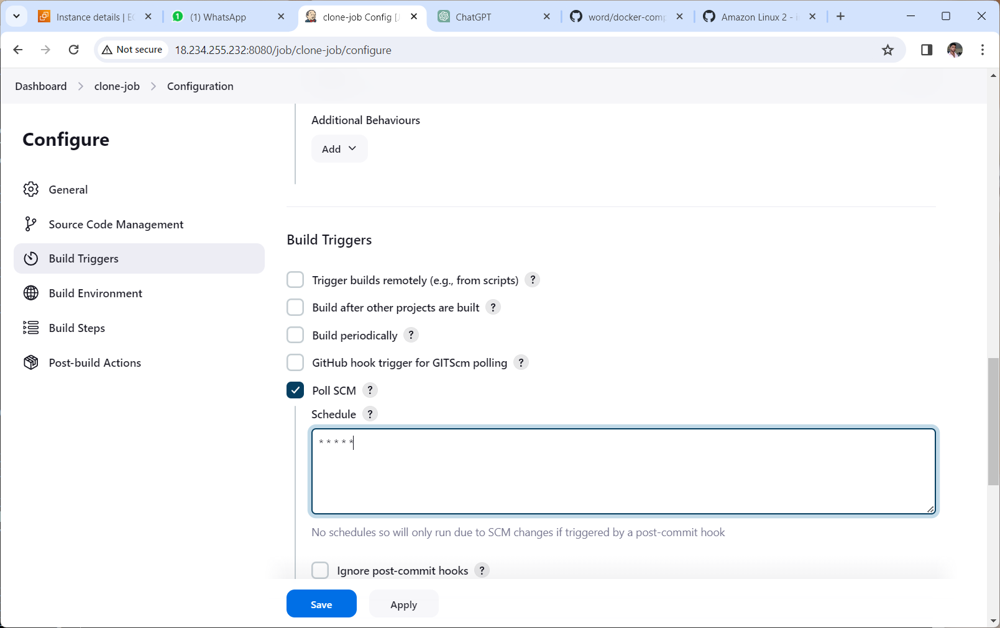 Instance details | EC
(1) WhatsApp
clone-job Config [J
ChatGPT
word/docker-comp
Amazon Linux 2 - i
Not secure
18.234.255.232:8080/job/clone-job/configure
Dashboard
clone-job
Configuration
Configure
General
Source Code Management
Build Triggers
Build Environment
Build Steps
Post-build Actions
Additional Behaviours
Add
Build Triggers
Trigger builds remotely (e.g., from scripts) ?
Build after other projects are built ?
Build periodically ?
GitHub hook trigger for GITScm polling ?
Poll SCM ?
Schedule ?
* * * * *
No schedules so will only run due to SCM changes if triggered by a post-commit hook
Ignore post-commit hooks ?
Save
Apply